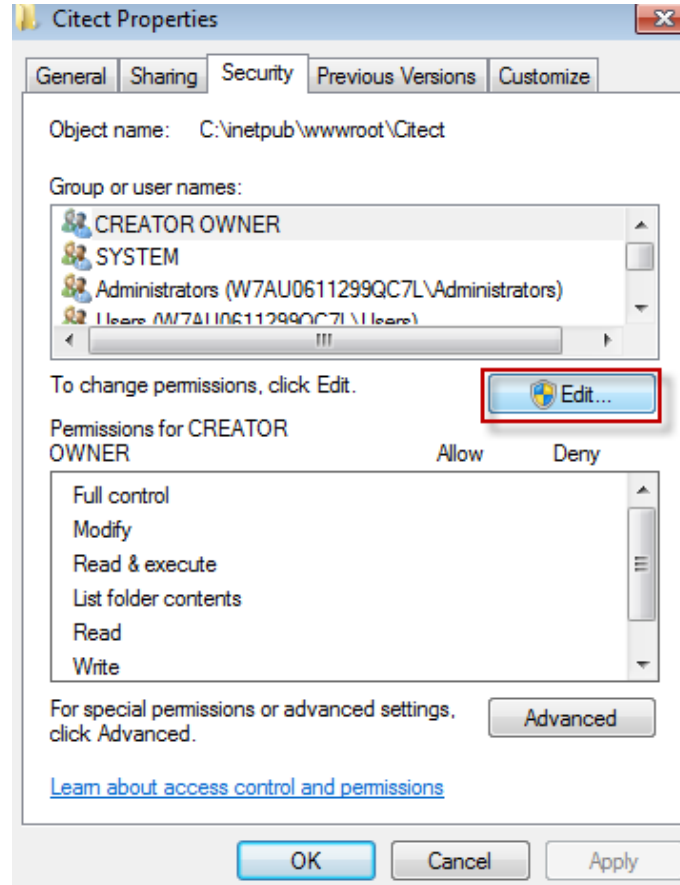 Citect Properties
General Sharing Security Previous Versions Customize
Object name: C:\inetpub\wwwroot\Citect
Group or user names:
CREATOR OWNER
SYSTEM
Administrators (W7AU0611299QC7L\Administrators)
Users (W7AU0611299QC7L\Users)
To change permissions, click Edit.
Edit...
Permissions for CREATOR
OWNER Allow Deny
Full control
Modify
Read & execute
List folder contents
Read
Write
For special permissions or advanced settings,
click Advanced.
Advanced
Learn about access control and permissions
OK Cancel Apply